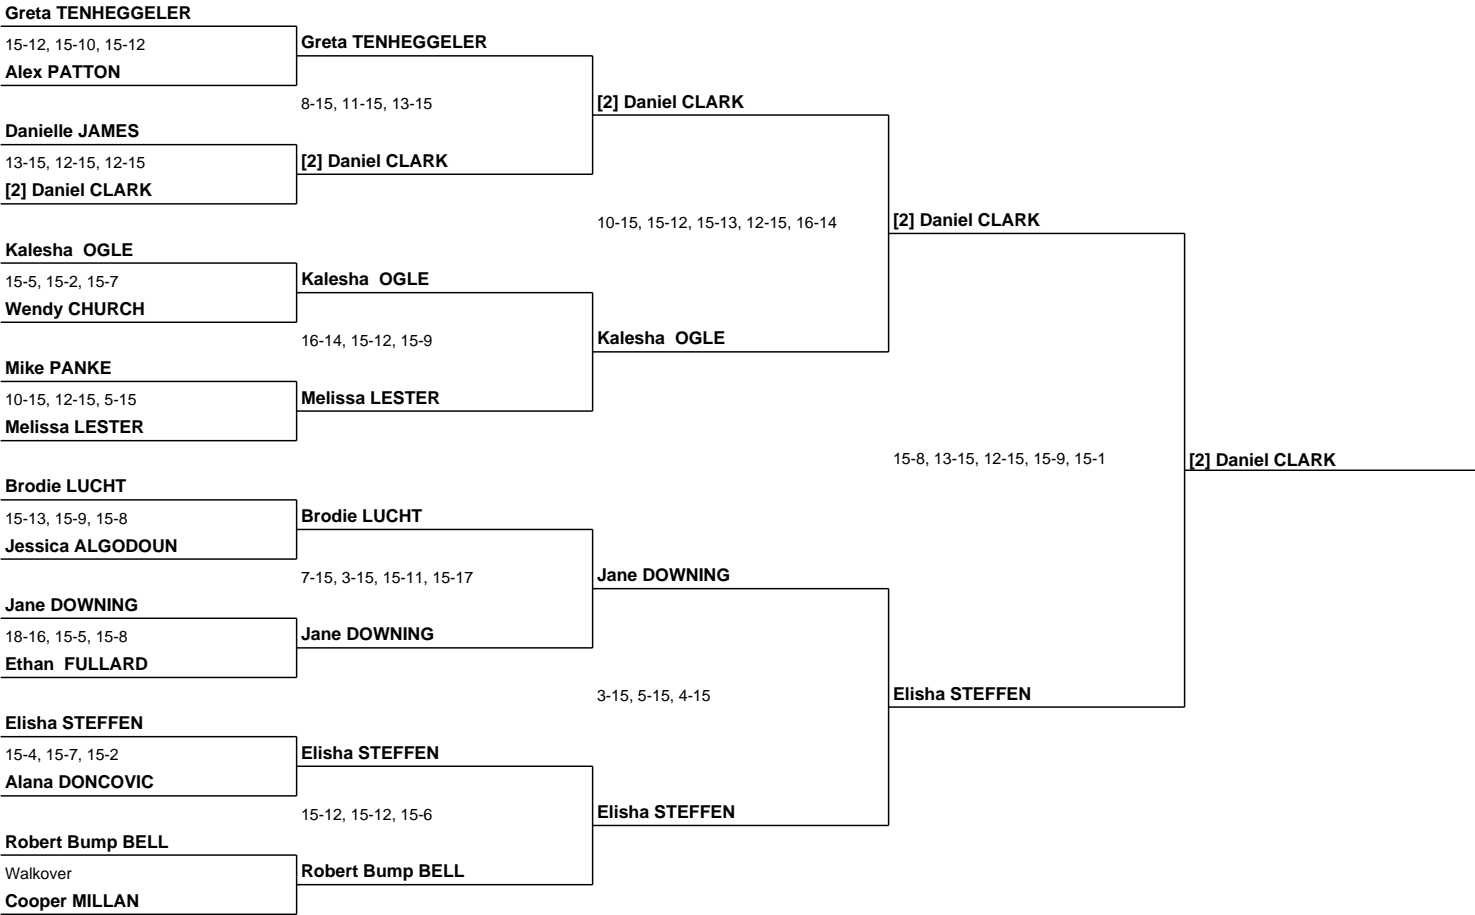 Greta TENHEGGELER
15-12, 15-10, 15-12
Alex PATTON
Danielle JAMES
13-15, 12-15, 12-15
[2] Daniel CLARK
Kalesha  OGLE
15-5, 15-2, 15-7
Wendy CHURCH
Mike PANKE
10-15, 12-15, 5-15
Melissa LESTER
Brodie LUCHT
15-13, 15-9, 15-8
Jessica ALGODOUN
Jane DOWNING
18-16, 15-5, 15-8
Ethan  FULLARD
Elisha STEFFEN
15-4, 15-7, 15-2
Alana DONCOVIC
Robert Bump BELL
Walkover
Cooper MILLAN
Greta TENHEGGELER
8-15, 11-15, 13-15
[2] Daniel CLARK
Kalesha  OGLE
16-14, 15-12, 15-9
Melissa LESTER
Brodie LUCHT
7-15, 3-15, 15-11, 15-17
Jane DOWNING
Elisha STEFFEN
15-12, 15-12, 15-6
Robert Bump BELL
[2] Daniel CLARK
10-15, 15-12, 15-13, 12-15, 16-14
Kalesha  OGLE
Jane DOWNING
3-15, 5-15, 4-15
Elisha STEFFEN
[2] Daniel CLARK
15-8, 13-15, 12-15, 15-9, 15-1
Elisha STEFFEN
[2] Daniel CLARK